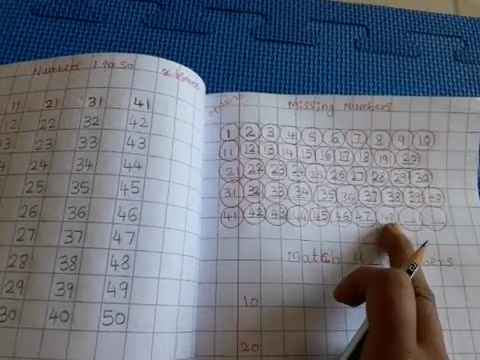 Numbers 1 to 50
11 21 31 41
12 22 32 42
13 23 33 43
24 34 44
25 35 45
26 36 46
27 37 47
28 38 48
29 39 49
30 40 50
Missing Numbers
1 2 3 4 5 6 7 8 9 10
11 12 13 14 15 16 17 18 19 20
21 22 23 24 25 26 27 28 29 30
31 32 33 34 35 36 37 38 39 40
41 42 43 44 45 46 47 48
Match
10
20